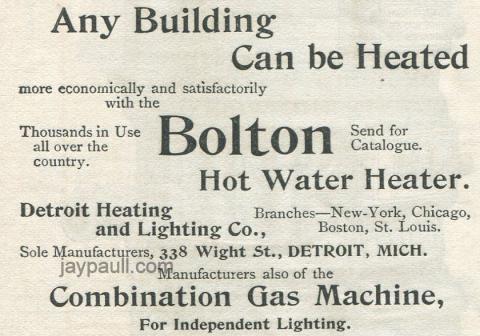 Any Building
Can be Heated
more economically and satisfactorily
with the
Thousands in Use
all over the
country.
Bolton
Send for
Catalogue.
Hot Water Heater.
Detroit Heating
and Lighting Co.,
Branches—New-York, Chicago,
Boston, St. Louis.
Sole Manufacturers, 338 Wight St., DETROIT, MICH.
jaypaull.com
Manufacturers also of the
Combination Gas Machine,
For Independent Lighting.